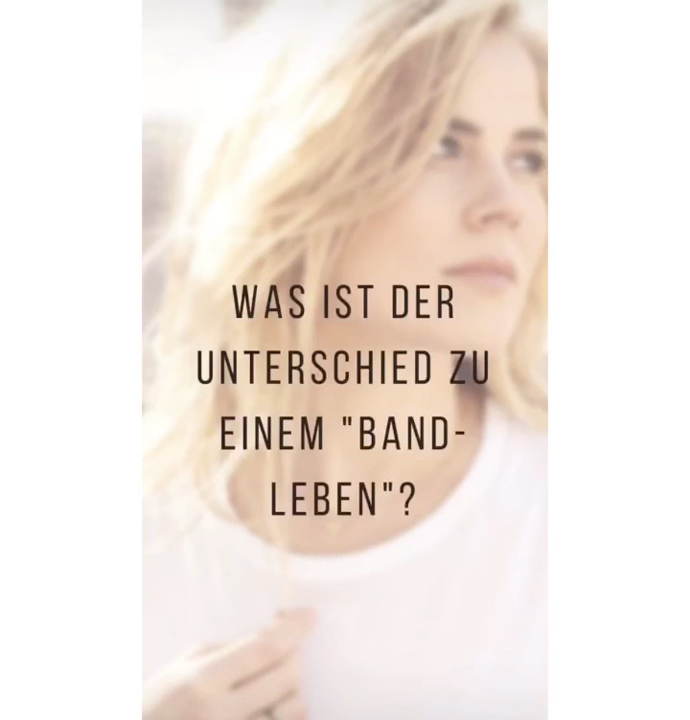 WAS IST DER
UNTERSCHIED ZU
EINEM "BAND-
LEBEN"?